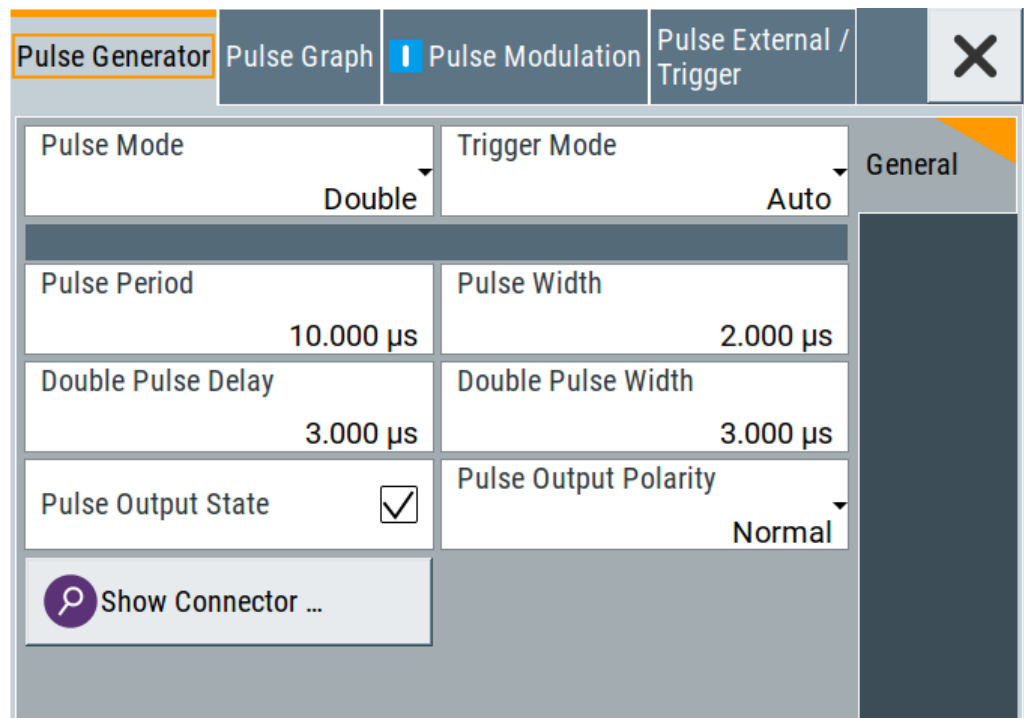 Pulse Generator
Pulse Graph
Pulse Modulation
Pulse External /
Trigger
General
Pulse Mode
Double
Trigger Mode
Auto
Pulse Period
10.000 µs
Pulse Width
2.000 µs
Double Pulse Delay
3.000 µs
Double Pulse Width
3.000 µs
Pulse Output State
Pulse Output Polarity
Normal
Show Connector ...